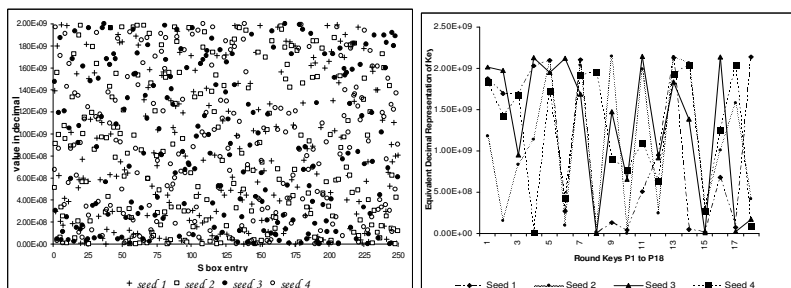 value in decimal
2.00E+09
1.80E+09
1.60E+09
1.40E+09
1.20E+09
1.00E+09
8.00E+08
6.00E+08
4.00E+08
2.00E+08
0.00E+00
0 25 50 75 100 125 150 175 200 225 250
S box entry
seed 1 seed 2 seed 3 seed 4
Equivalent Decimal Representation of Key
2.50E+09
2.00E+09
1.50E+09
1.00E+09
5.00E+08
0.00E+00
1 3 5 7 9 11 13 15 17
Round Keys P1 to P18
Seed 1 Seed 2 Seed 3 Seed 4